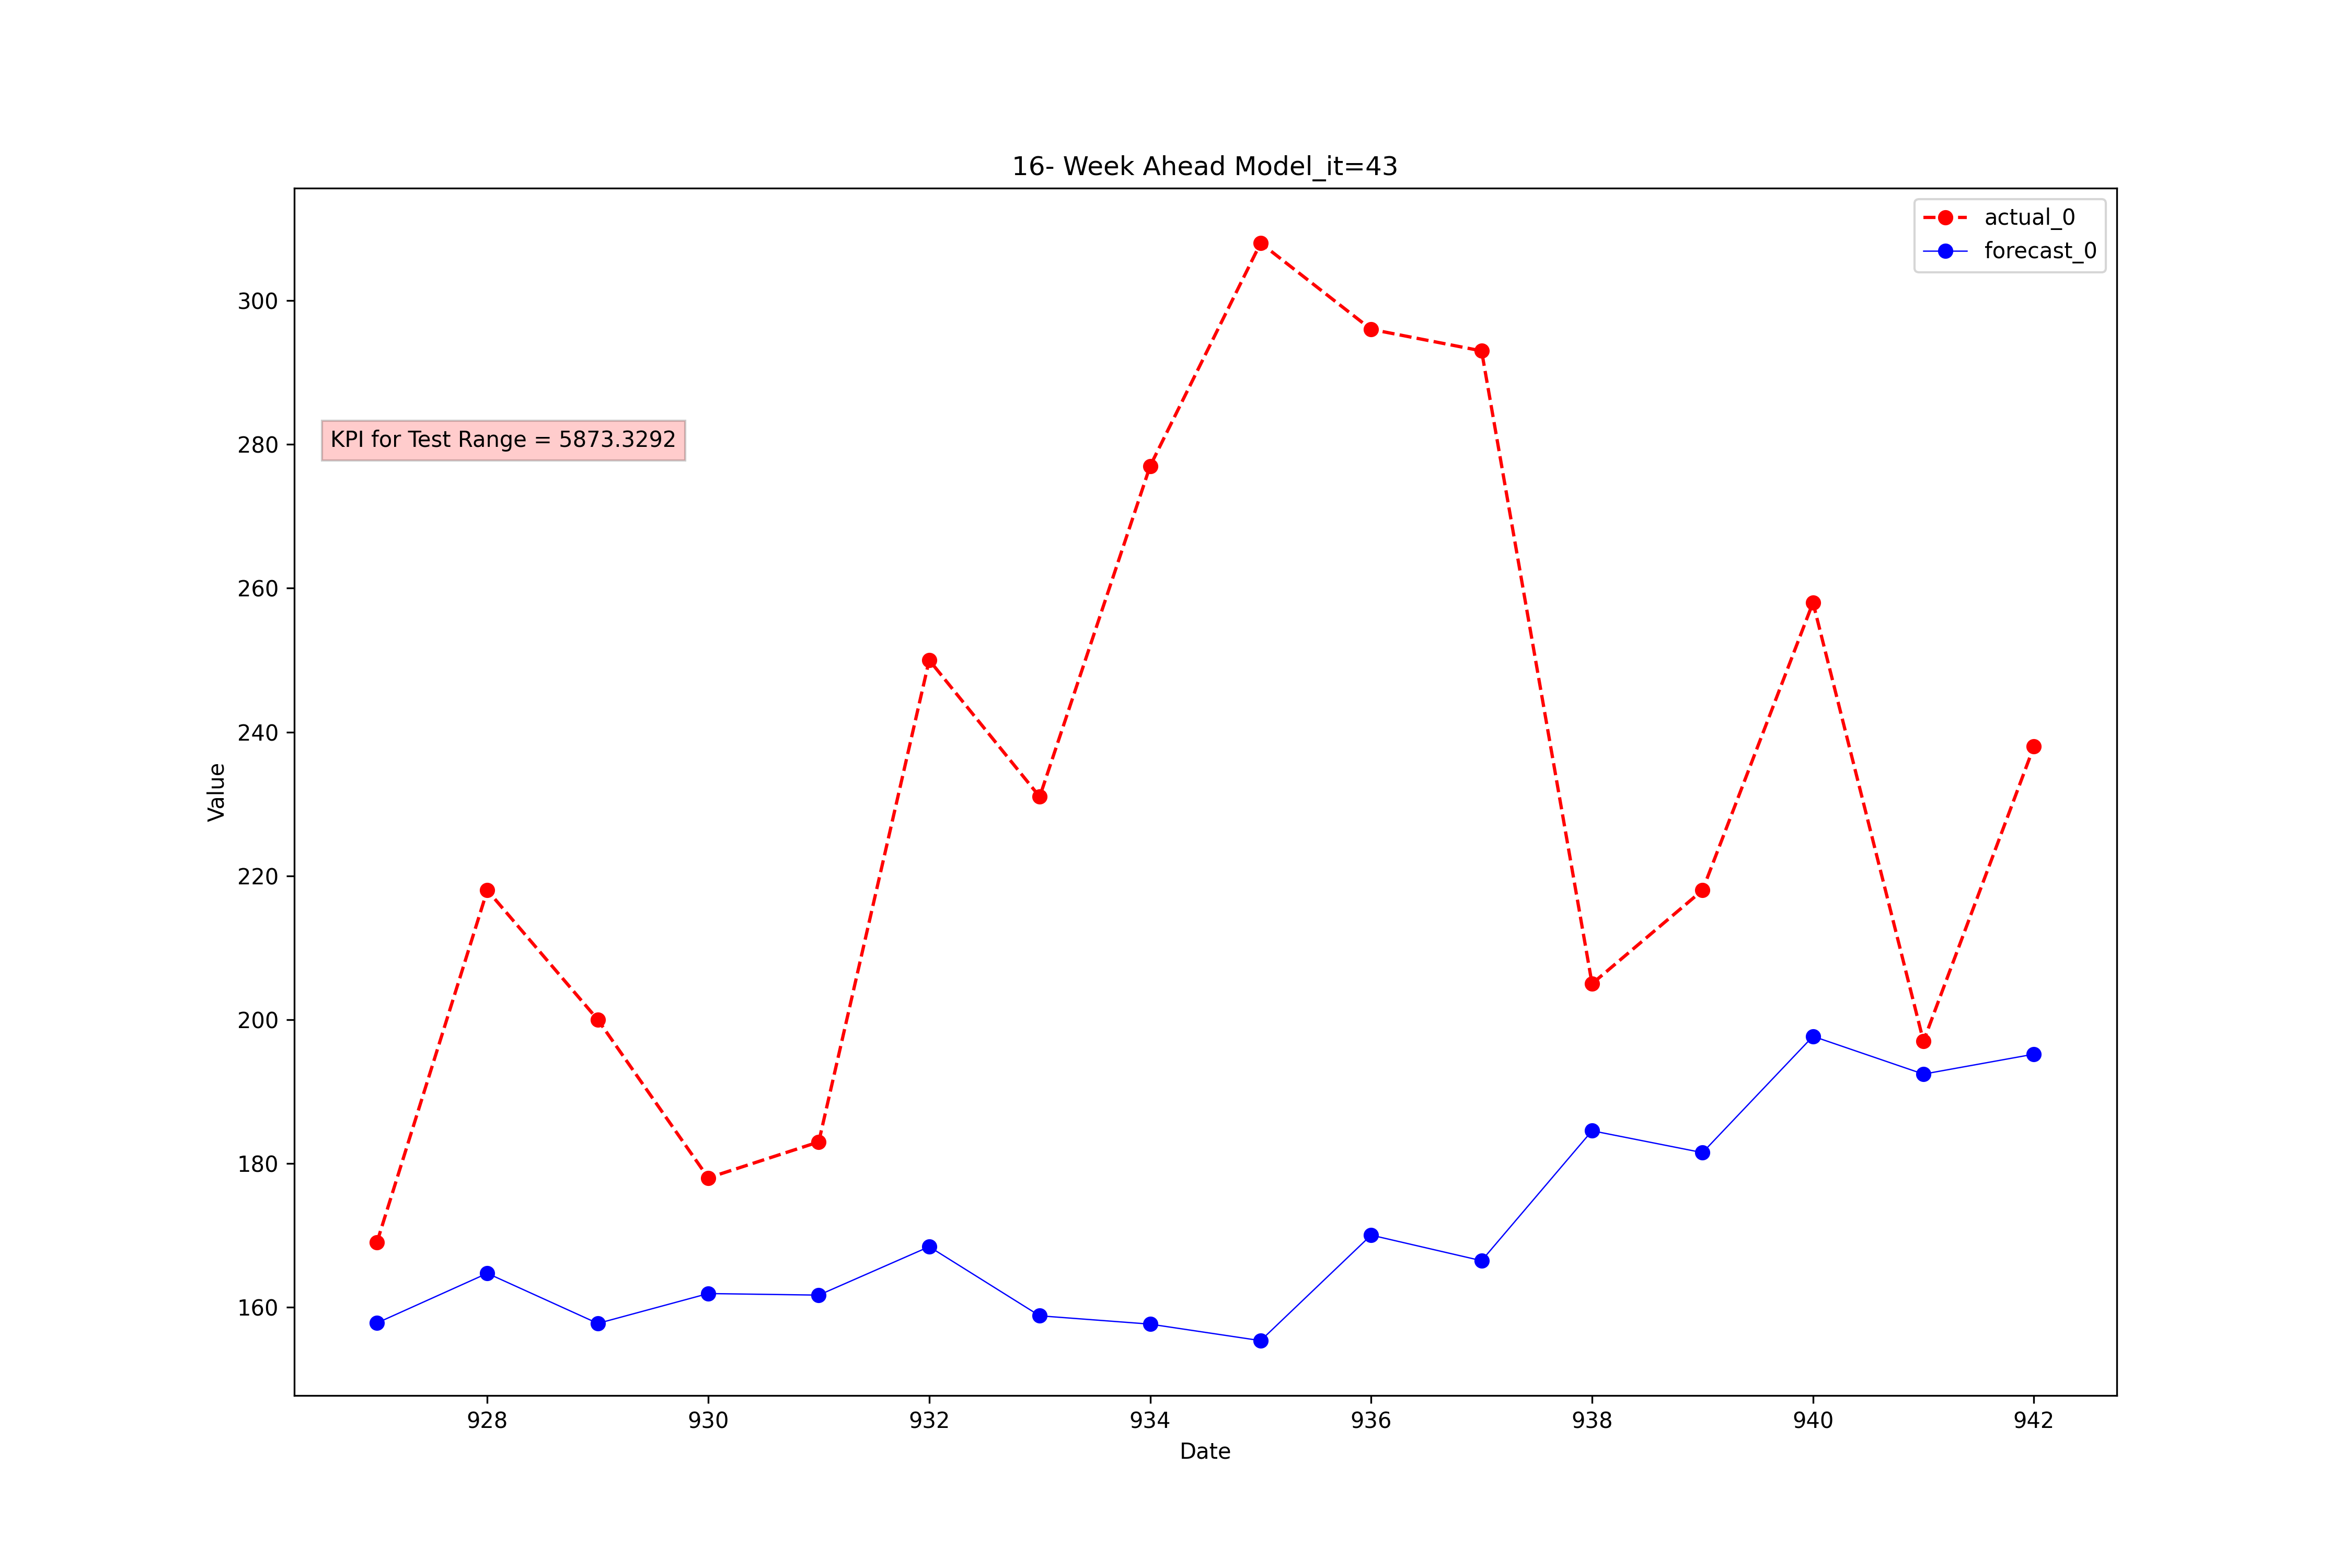 16- Week Ahead Model_it=43
actual_0
forecast_0
KPI for Test Range = 5873.3292
300
280
260
240
220
200
180
160
Value
928 930 932 934 936 938 940 942
Date